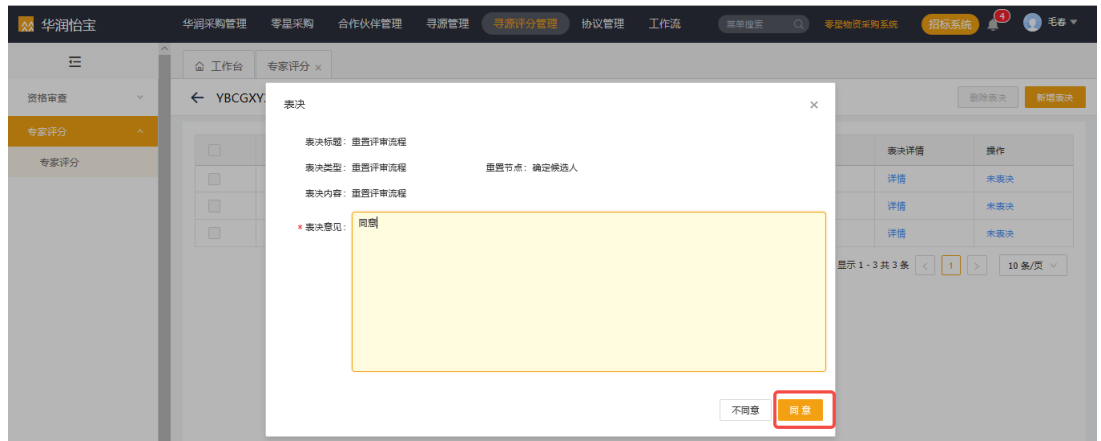 华润怡宝 华润采购管理 零星采购 合作伙伴管理 寻源管理 寻源评分管理 协议管理 工作流 菜单搜索 零星物资采购系统 招标系统 4 毛春
工作台 专家评分 ×
资格审查 ← YBCGXY 表决 × 删除表决 新增表决
专家评分
专家评分
表决标题: 重置评审流程
表决详情 操作
表决类型: 重置评审流程 重置节点: 确定候选人
详情 未表决
表决内容: 重置评审流程
详情 未表决
* 表决意见: 同意
详情 未表决
显示 1 - 3 共 3 条 < 1 > 10 条/页
不同意 同 意